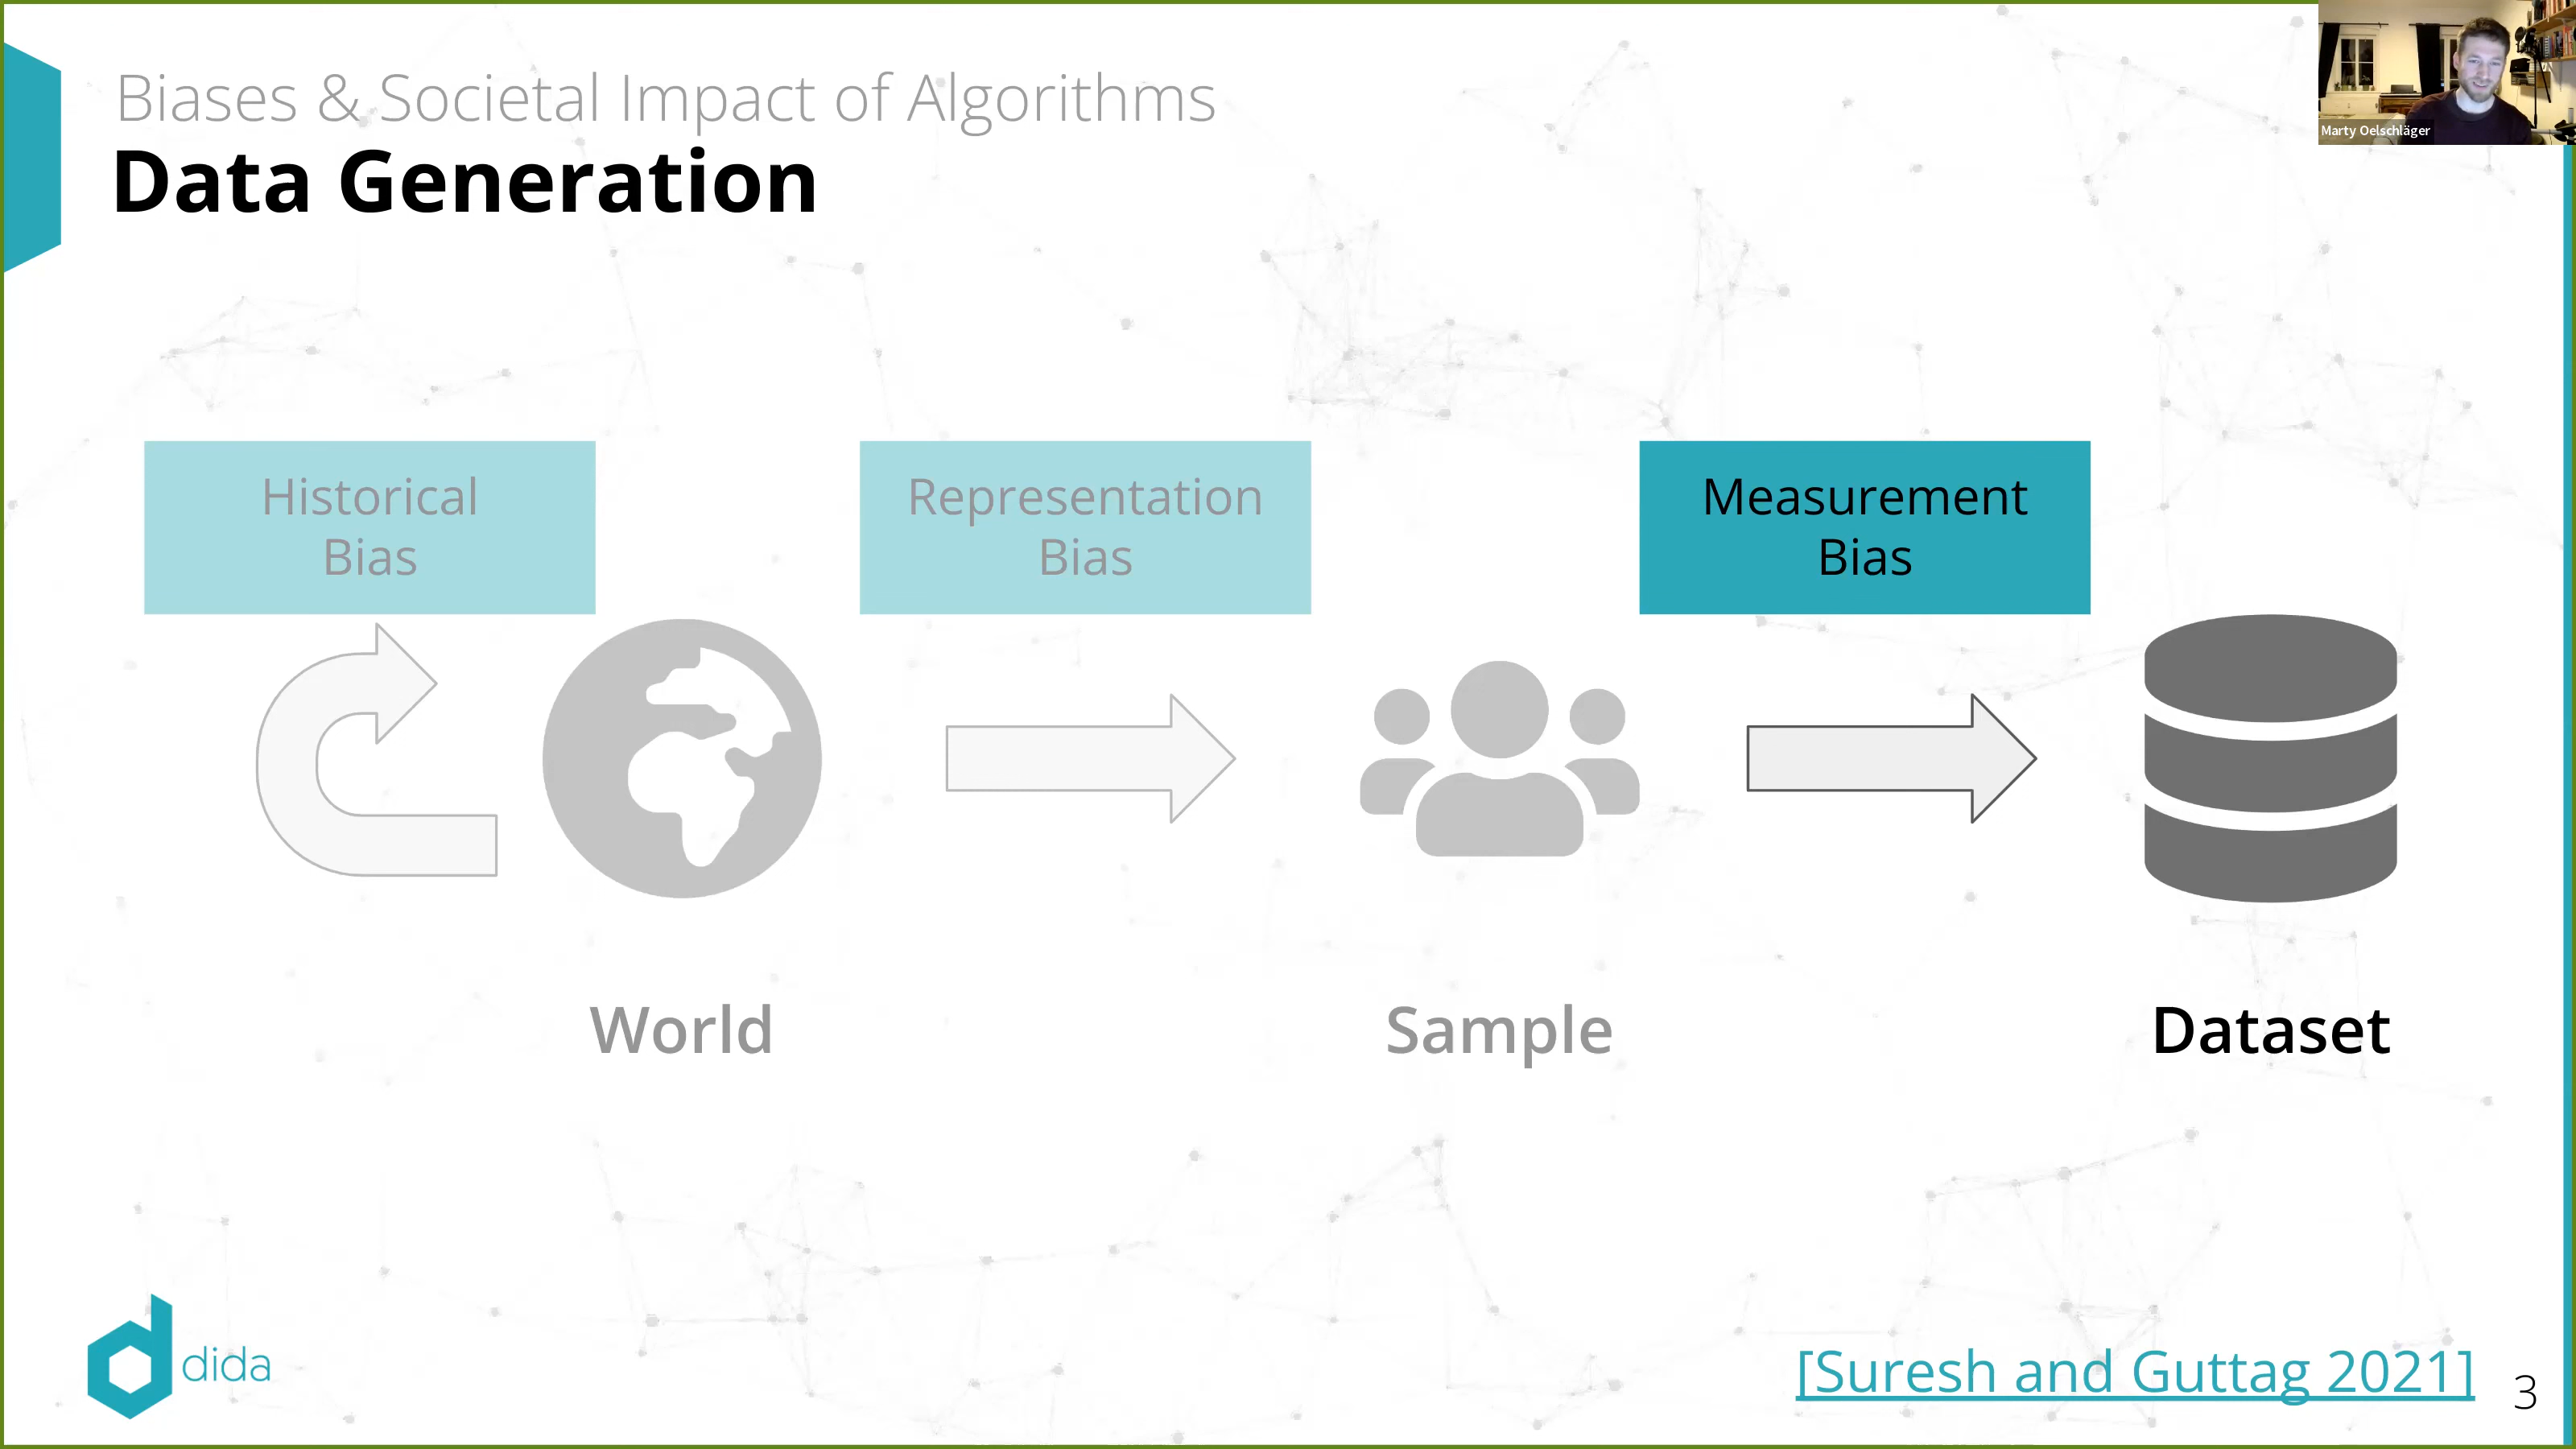 Biases & Societal Impact of Algorithms
Data Generation
Marty Oelschläger
Historical
Bias
Representation
Bias
Measurement
Bias
World
Sample
Dataset
dida
[Suresh and Guttag 2021]
3